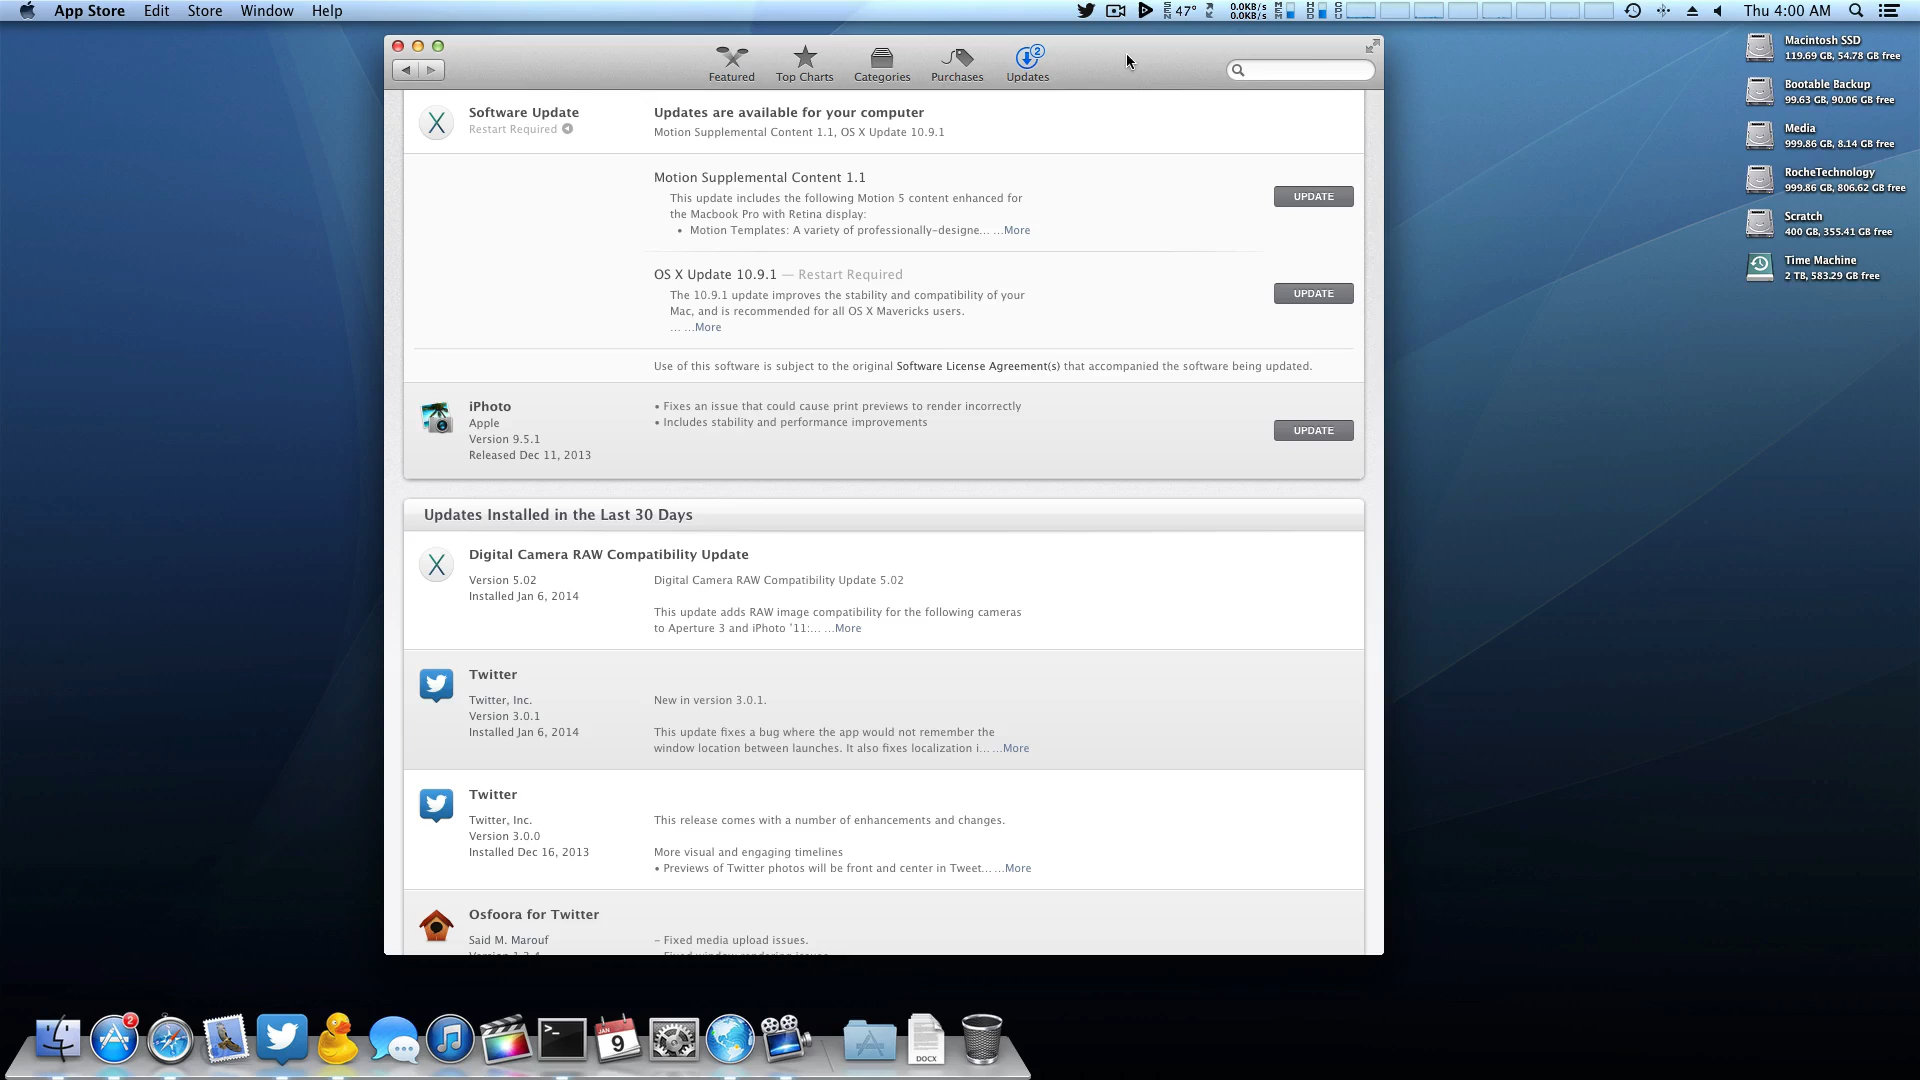 App Store Edit Store Window Help
SEN 47° 0.0KB/s 0.0KB/s MEM HDD CPU Thu 4:00 AM
Featured Top Charts Categories Purchases Updates 2
Software Update
Restart Required
Updates are available for your computer
Motion Supplemental Content 1.1, OS X Update 10.9.1
Motion Supplemental Content 1.1
This update includes the following Motion 5 content enhanced for
the Macbook Pro with Retina display:
• Motion Templates: A variety of professionally-designe... ...More
UPDATE
OS X Update 10.9.1 — Restart Required
The 10.9.1 update improves the stability and compatibility of your
Mac, and is recommended for all OS X Mavericks users.
... ...More
UPDATE
Use of this software is subject to the original Software License Agreement(s) that accompanied the software being updated.
iPhoto
Apple
Version 9.5.1
Released Dec 11, 2013
• Fixes an issue that could cause print previews to render incorrectly
• Includes stability and performance improvements
UPDATE
Updates Installed in the Last 30 Days
Digital Camera RAW Compatibility Update
Version 5.02
Installed Jan 6, 2014
Digital Camera RAW Compatibility Update 5.02
This update adds RAW image compatibility for the following cameras
to Aperture 3 and iPhoto '11:... ...More
Twitter
Twitter, Inc.
Version 3.0.1
Installed Jan 6, 2014
New in version 3.0.1.
This update fixes a bug where the app would not remember the
window location between launches. It also fixes localization i... ...More
Twitter
Twitter, Inc.
Version 3.0.0
Installed Dec 16, 2013
This release comes with a number of enhancements and changes.
More visual and engaging timelines
• Previews of Twitter photos will be front and center in Tweet... ...More
Osfoora for Twitter
Said M. Marouf
- Fixed media upload issues.
Macintosh SSD
119.69 GB, 54.78 GB free
Bootable Backup
99.63 GB, 90.06 GB free
Media
999.86 GB, 8.14 GB free
RocheTechnology
999.86 GB, 806.62 GB free
Scratch
400 GB, 355.41 GB free
Time Machine
2 TB, 583.29 GB free
2
JAN
9
DOCX